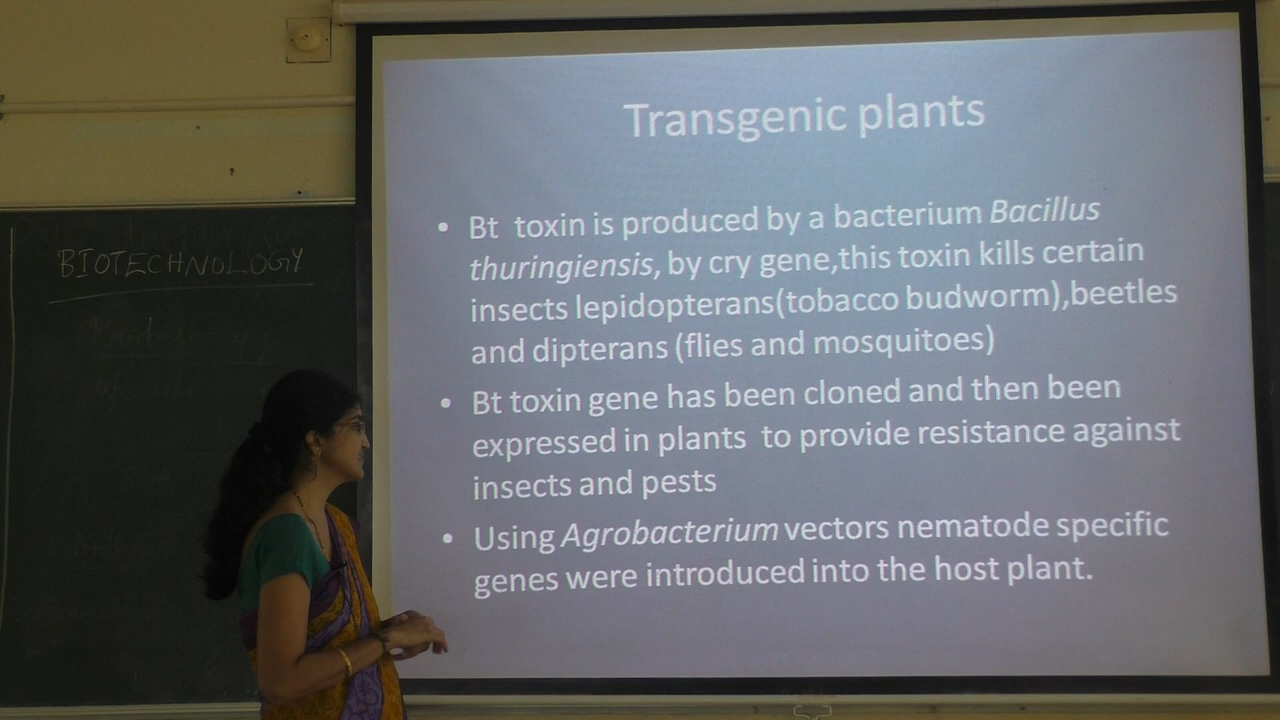 BIOTECHNOLOGY
Transgenic plants
• Bt toxin is produced by a bacterium Bacillus
thuringiensis, by cry gene,this toxin kills certain
insects lepidopterans(tobacco budworm),beetles
and dipterans (flies and mosquitoes)
• Bt toxin gene has been cloned and then been
expressed in plants to provide resistance against
insects and pests
• Using Agrobacterium vectors nematode specific
genes were introduced into the host plant.